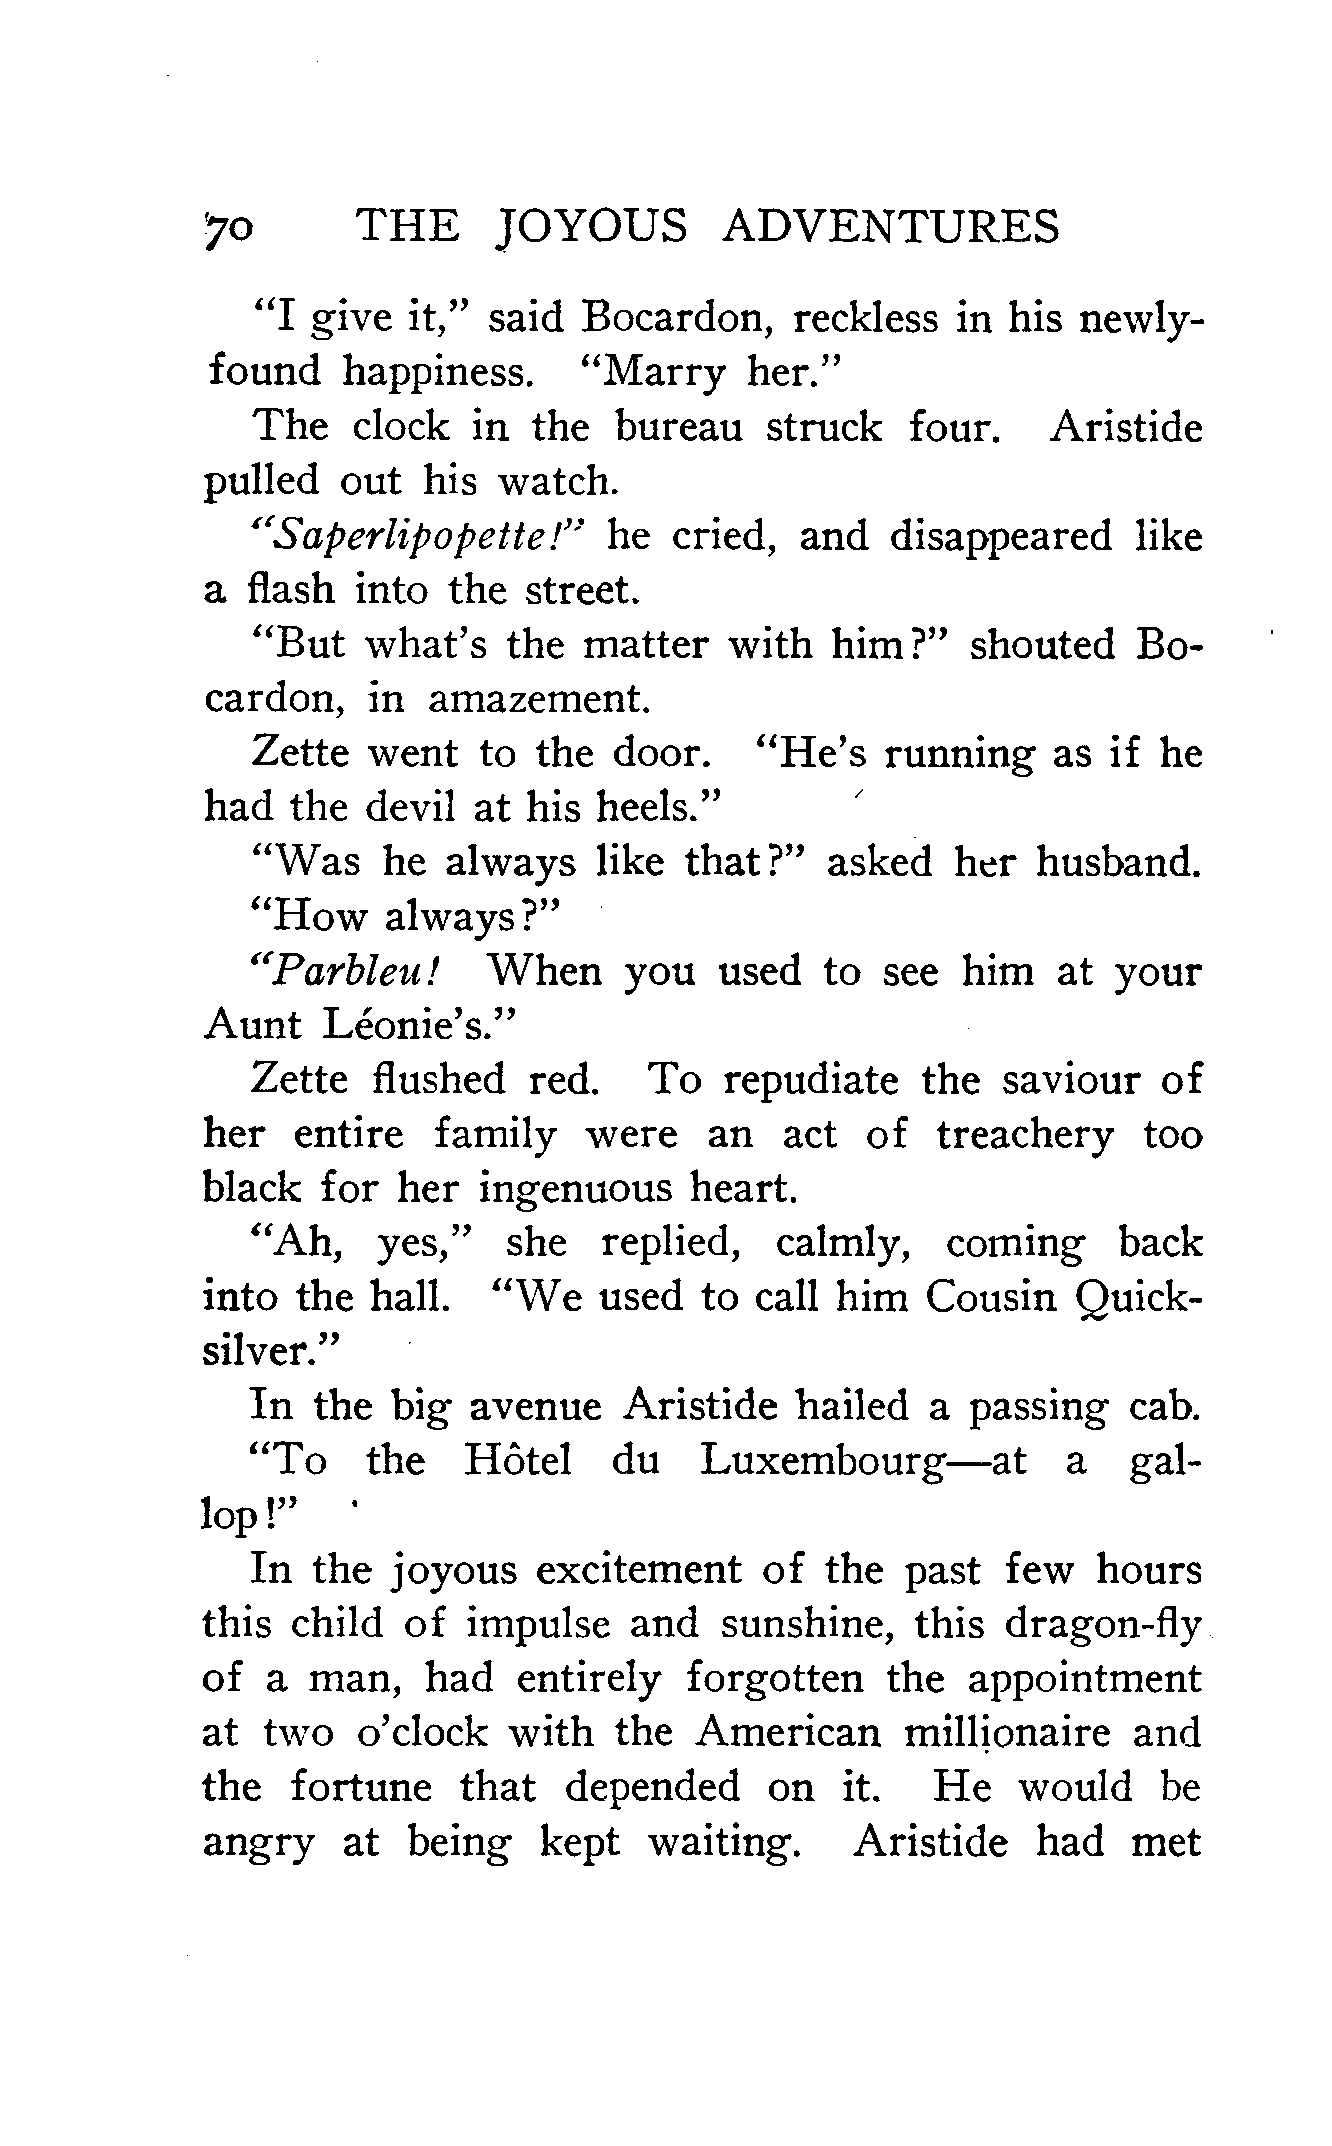 70 THE JOYOUS ADVENTURES
"I give it," said Bocardon, reckless in his newly-
found happiness. "Marry her."
The clock in the bureau struck four. Aristide
pulled out his watch.
"Saperlipopette!" he cried, and disappeared like
a flash into the street.
"But what's the matter with him?" shouted Bo-
cardon, in amazement.
Zette went to the door. "He's running as if he
had the devil at his heels."
"Was he always like that?" asked her husband.
"How always?"
"Parbleu! When you used to see him at your
Aunt Léonie's."
Zette flushed red. To repudiate the saviour of
her entire family were an act of treachery too
black for her ingenuous heart.
"Ah, yes," she replied, calmly, coming back
into the hall. "We used to call him Cousin Quick-
silver."
In the big avenue Aristide hailed a passing cab.
"To the Hôtel du Luxembourg—at a gal-
lop!"
In the joyous excitement of the past few hours
this child of impulse and sunshine, this dragon-fly
of a man, had entirely forgotten the appointment
at two o'clock with the American millionaire and
the fortune that depended on it. He would be
angry at being kept waiting. Aristide had met